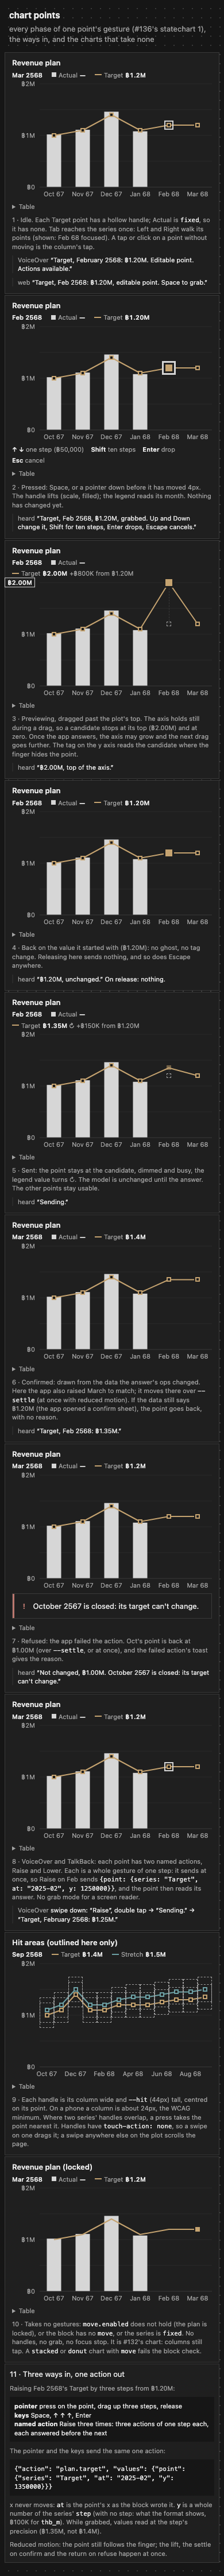 chart points
every phase of one point's gesture (#136's statechart 1),
the ways in, and the charts that take none
Revenue plan
Mar 2568 Actual — Target ฿1.2M
฿2M
฿1M
฿0
Oct 67 Nov 67 Dec 67 Jan 68 Feb 68 Mar 68
▶ Table
1 · Idle. Each Target point has a hollow handle; Actual is fixed, so
it has none. Tab reaches the series once: Left and Right walk its
points (shown: Feb 68 focused). A tap or click on a point without
moving is the column's tap.
VoiceOver "Target, February 2568: ฿1.20M. Editable point.
Actions available."
web "Target, Feb 2568: ฿1.20M, editable point. Space to grab."
Revenue plan
Feb 2568 Actual — Target ฿1.20M
฿2M
฿1M
฿0
Oct 67 Nov 67 Dec 67 Jan 68 Feb 68 Mar 68
↑ ↓ one step (฿50,000) Shift ten steps Enter drop
Esc cancel
▶ Table
2 · Pressed: Space, or a pointer down before it has moved 4px.
The handle lifts (scale, filled); the legend reads its month. Nothing
has changed yet.
heard "Target, Feb 2568, ฿1.20M, grabbed. Up and Down
change it, Shift for ten steps, Enter drops, Escape cancels."
Revenue plan
Feb 2568 Actual —
Target ฿2.00M +฿800K from ฿1.20M
฿2.00M
฿1M
฿0
Oct 67 Nov 67 Dec 67 Jan 68 Feb 68 Mar 68
▶ Table
3 · Previewing, dragged past the plot's top. The axis holds still
during a drag, so a candidate stops at its top (฿2.00M) and at
zero. Once the app answers, the axis may grow and the next drag
goes further. The tag on the y axis reads the candidate where the
finger hides the point.
heard "฿2.00M, top of the axis."
Revenue plan
Feb 2568 Actual — Target ฿1.20M
฿2M
฿1M
฿0
Oct 67 Nov 67 Dec 67 Jan 68 Feb 68 Mar 68
▶ Table
4 · Back on the value it started with (฿1.20M): no ghost, no tag
change. Releasing here sends nothing, and so does Escape
anywhere.
heard "฿1.20M, unchanged." On release: nothing.
Revenue plan
Feb 2568 Actual —
Target ฿1.35M ↻ +฿150K from ฿1.20M
฿2M
฿1M
฿0
Oct 67 Nov 67 Dec 67 Jan 68 Feb 68 Mar 68
▶ Table
5 · Sent: the point stays at the candidate, dimmed and busy, the
legend value turns ↻. The model is unchanged until the answer.
The other points stay usable.
heard "Sending."
Revenue plan
Mar 2568 Actual — Target ฿1.4M
฿2M
฿1M
฿0
Oct 67 Nov 67 Dec 67 Jan 68 Feb 68 Mar 68
▶ Table
6 · Confirmed: drawn from the data the answer's ops changed.
Here the app also raised March to match; it moves there over --
settle (at once with reduced motion). If the data still says
฿1.20M (the app opened a confirm sheet), the point goes back,
with no reason.
heard "Target, Feb 2568: ฿1.35M."
Revenue plan
Mar 2568 Actual — Target ฿1.2M
฿2M
฿1M
฿0
Oct 67 Nov 67 Dec 67 Jan 68 Feb 68 Mar 68
! October 2567 is closed: its target can't change.
▶ Table
7 · Refused: the app failed the action. Oct's point is back at
฿1.00M (over --settle, or at once), and the failed action's toast
gives the reason.
heard "Not changed, ฿1.00M. October 2567 is closed: its target
can't change."
Revenue plan
Mar 2568 Actual — Target ฿1.2M
฿2M
฿1M
฿0
Oct 67 Nov 67 Dec 67 Jan 68 Feb 68 Mar 68
▶ Table
8 · VoiceOver and TalkBack: each point has two named actions,
Raise and Lower. Each is a whole gesture of one step: it sends at
once, so Raise on Feb sends {point: {series: "Target",
at: "2025-02", y: 1250000}}, and the point then waits its
answer. No grab mode for a screen reader.
VoiceOver swipe down: "Raise", double tap → "Sending." →
"Target, February 2568: ฿1.25M."
Hit areas (outlined here only)
Sep 2568 Target ฿1.4M Stretch ฿1.5M
฿2M
฿1M
฿0
Oct 67 Dec 67 Feb 68 Apr 68 Jun 68 Aug 68
▶ Table
9 · Each handle is its column wide and --hit (44px) tall, centred
on its point. On a phone a column is about 24px, the WCAG
minimum. Where two series' handles overlap, a press takes the
point nearest it. Handles have touch-action: none, so a swipe
on one drags it; a swipe anywhere else on the plot scrolls the
page.
Revenue plan (locked)
Mar 2568 Actual — Target ฿1.2M
฿2M
฿1M
฿0
Oct 67 Nov 67 Dec 67 Jan 68 Feb 68 Mar 68
▶ Table
10 · Takes no gestures: move.enabled does not hold (the plan is
locked), or the block has no move, or the series is fixed. No
handles, no grab, no focus stop. It is #132's chart: columns still
tap. A stacked or donut chart with move fails the block check.
11 · Three ways in, one action out
Raising Feb 2568's Target by three steps from ฿1.20M:
pointer press on the point, drag up three steps, release
keys Space, ↑ ↑ ↑, Enter
named action Raise three times: three actions of one step each,
each answered before the next
The pointer and the keys send the same one action:
{"action": "plan.target", "values": {"point":
{"series": "Target", "at": "2025-02", "y":
1350000}}}
x never moves: at is the point's x as the block wrote it. y is a whole
number of the series' step (with no step: what the format shows,
฿100K for thb_m). While grabbed, values read at the step's
precision (฿1.35M, not ฿1.4M).
Reduced motion: the point still follows the finger; the lift, the settle
on confirm and the return on refuse happen at once.